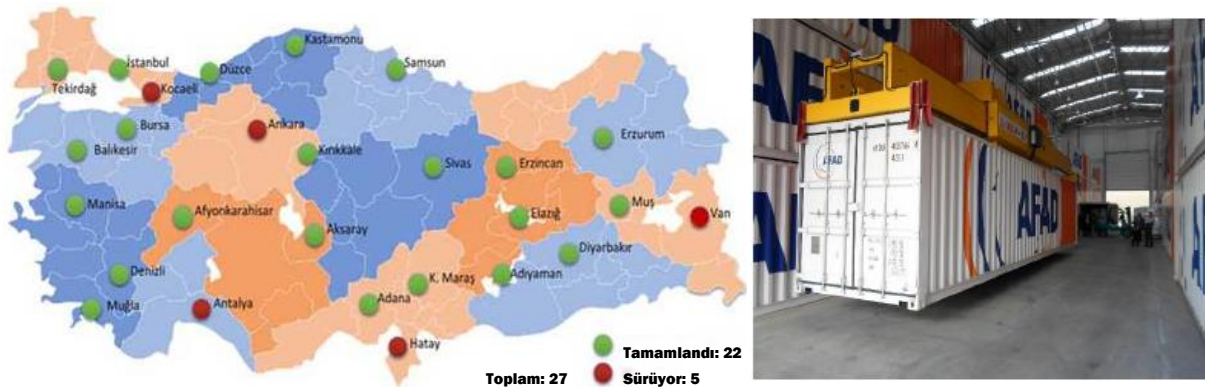 Kastamonu
İstanbul
Düzce
Samsun
Tekirdağ
Kocaeli
Bursa
Ankara
Erzurum
Balıkesir
Kırıkkale
Sivas
Erzincan
Manisa
Afyonkarahisar
Elazığ
Muş
Van
Aksaray
Diyarbakır
Denizli
K. Maraş
Adıyaman
Muğla
Antalya
Adana
Hatay
Tamamlandı: 22
Toplam: 27
Sürüyor: 5
AFAD
AFAD
AFAD